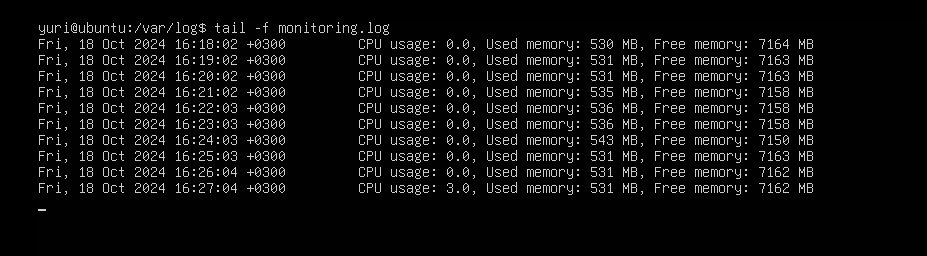 yuri@ubuntu:/var/log$ tail -f monitoring.log
Fri, 18 Oct 2024 16:18:02 +0300 CPU usage: 0.0, Used memory: 530 MB, Free memory: 7164 MB
Fri, 18 Oct 2024 16:19:02 +0300 CPU usage: 0.0, Used memory: 531 MB, Free memory: 7163 MB
Fri, 18 Oct 2024 16:20:02 +0300 CPU usage: 0.0, Used memory: 531 MB, Free memory: 7163 MB
Fri, 18 Oct 2024 16:21:02 +0300 CPU usage: 0.0, Used memory: 535 MB, Free memory: 7158 MB
Fri, 18 Oct 2024 16:22:03 +0300 CPU usage: 0.0, Used memory: 536 MB, Free memory: 7158 MB
Fri, 18 Oct 2024 16:23:03 +0300 CPU usage: 0.0, Used memory: 536 MB, Free memory: 7158 MB
Fri, 18 Oct 2024 16:24:03 +0300 CPU usage: 0.0, Used memory: 543 MB, Free memory: 7150 MB
Fri, 18 Oct 2024 16:25:03 +0300 CPU usage: 0.0, Used memory: 531 MB, Free memory: 7163 MB
Fri, 18 Oct 2024 16:26:04 +0300 CPU usage: 0.0, Used memory: 531 MB, Free memory: 7162 MB
Fri, 18 Oct 2024 16:27:04 +0300 CPU usage: 3.0, Used memory: 531 MB, Free memory: 7162 MB